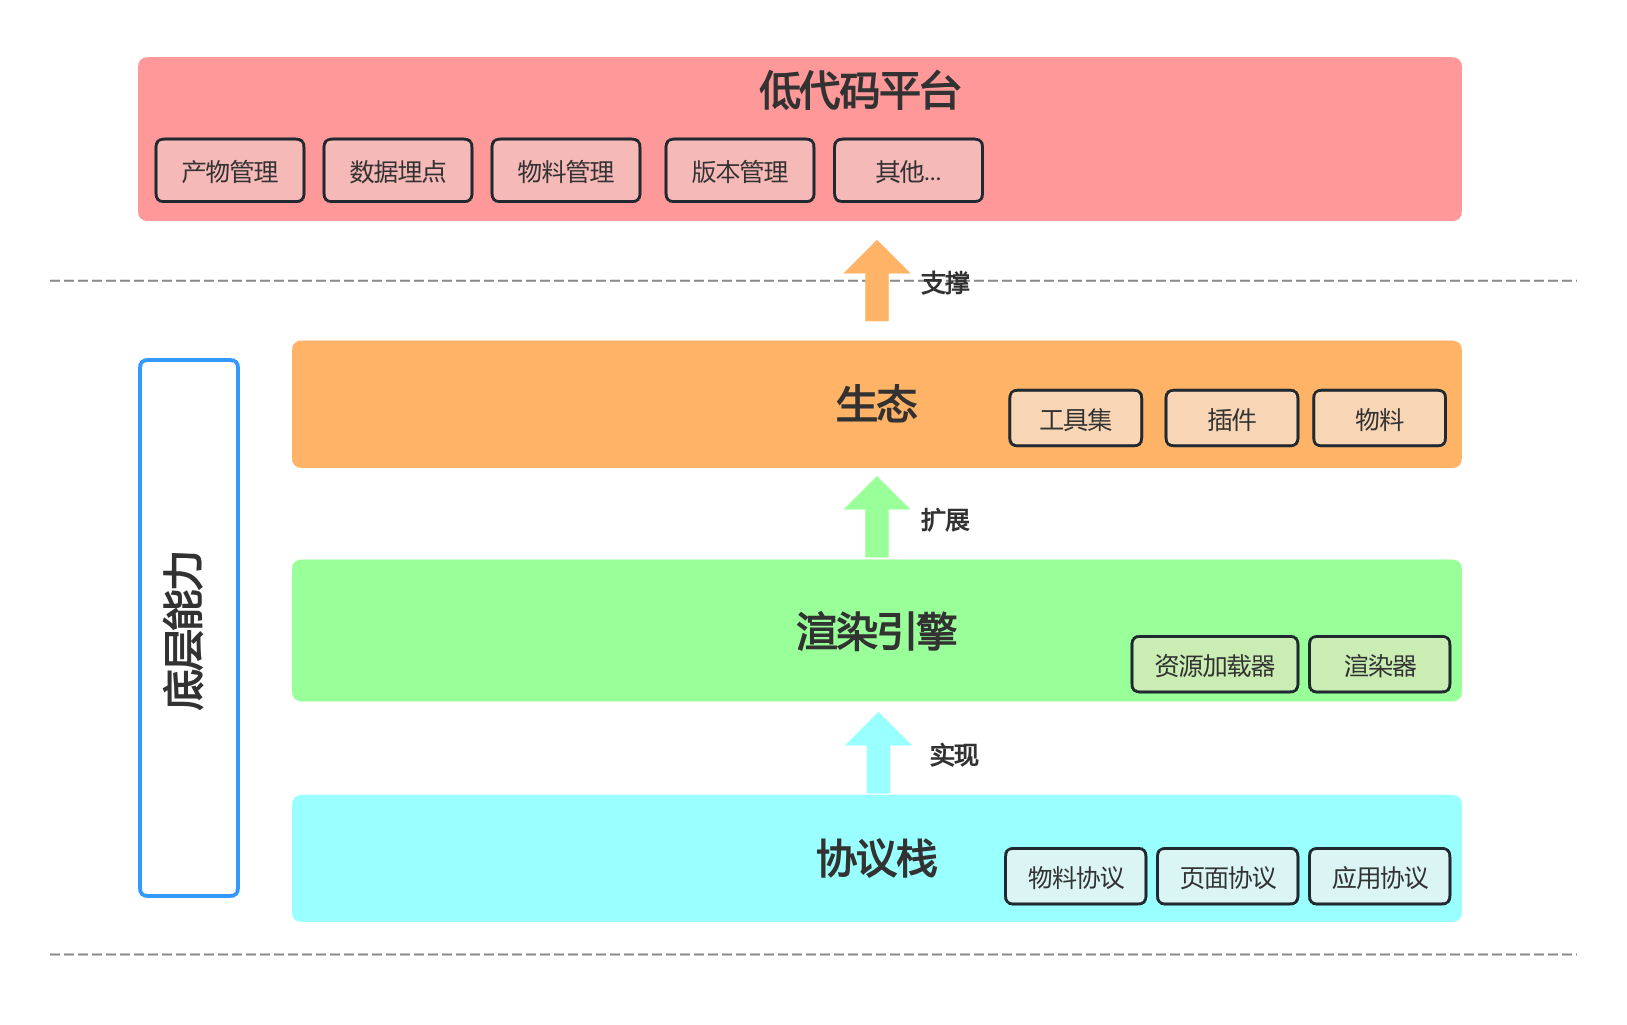 低代码平台
产物管理
数据埋点
物料管理
版本管理
其他...
支撑
生态
工具集
插件
物料
扩展
底层能力
渲染引擎
资源加载器
渲染器
实现
协议栈
物料协议
页面协议
应用协议